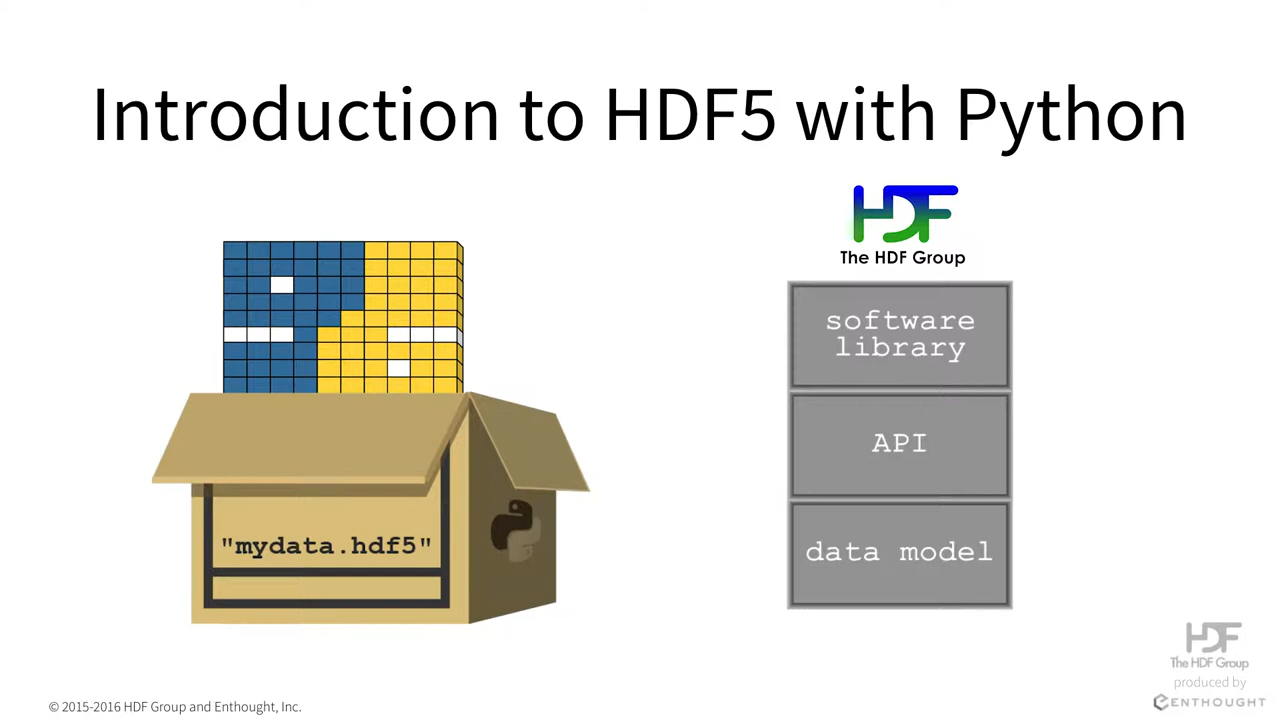 Introduction to HDF5 with Python
HDF
The HDF Group
software
library
API
data model
"mydata.hdf5"
HDF
The HDF Group
produced by
ENTHOUGHT
© 2015-2016 HDF Group and Enthought, Inc.